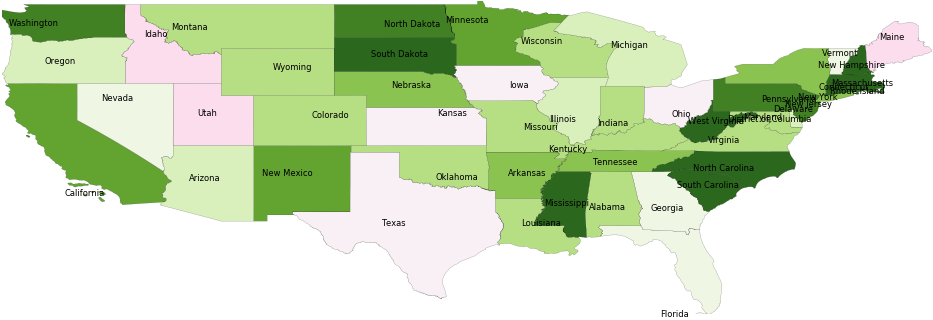 Washington
Idaho
Montana
North Dakota
Minnesota
Wisconsin
Michigan
Maine
Vermont
New Hampshire
Oregon
Wyoming
South Dakota
Nebraska
Iowa
Massachusetts
Connecticut
Rhode Island
Nevada
Utah
Colorado
Kansas
Missouri
Illinois
Indiana
Ohio
Pennsylvania
New York
New Jersey
Delaware
Maryland
District of Columbia
West Virginia
Virginia
Kentucky
Tennessee
North Carolina
South Carolina
California
Arizona
New Mexico
Oklahoma
Arkansas
Mississippi
Alabama
Georgia
Texas
Louisiana
Florida